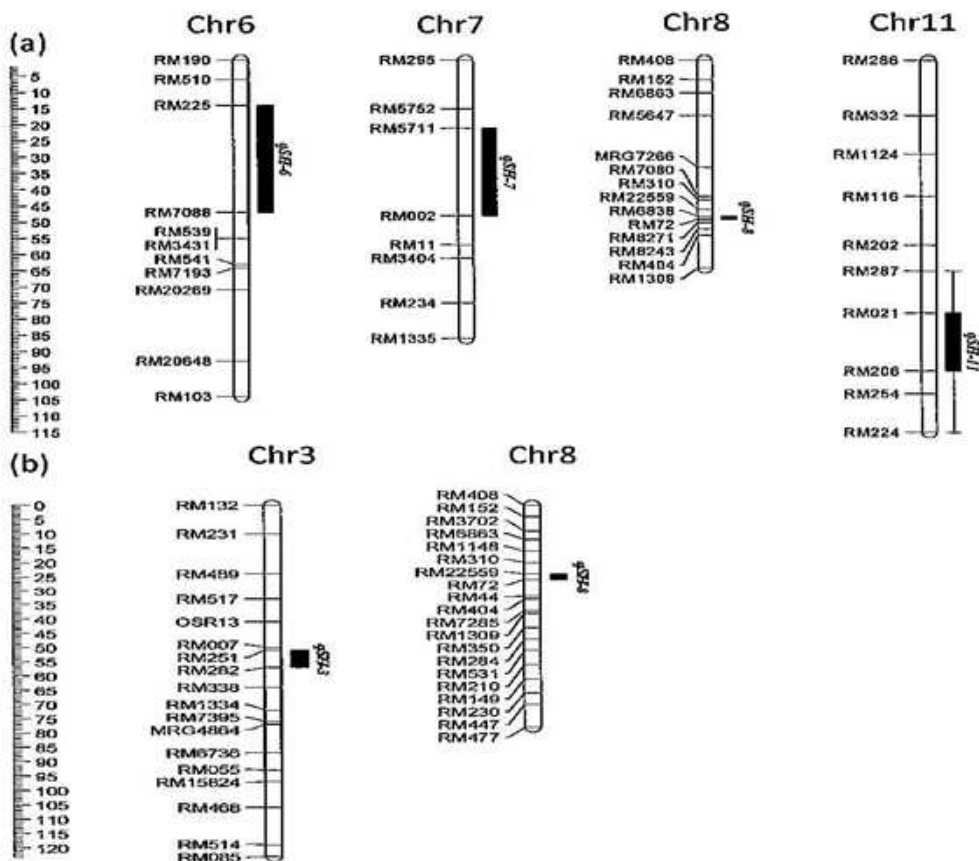 (a)
Chr6
Chr7
Chr8
Chr11
5
10
15
20
25
30
35
40
45
50
55
60
65
70
75
80
85
90
95
100
105
110
115
RM190
RM510
RM225
RM7088
RM539
RM3431
RM541
RM7193
RM20269
RM20648
RM103
qSH-6
RM295
RM5752
RM5711
RM002
RM11
RM3404
RM234
RM1335
qSH-7
RM408
RM152
RM6863
RM5647
MRG7266
RM7080
RM310
RM22559
RM6838
RM72
RM8271
RM8243
RM404
RM1309
qSH-8
RM286
RM332
RM1124
RM116
RM202
RM287
RM021
RM206
RM254
RM224
qSH-11
(b)
Chr3
Chr8
0
5
10
15
20
25
30
35
40
45
50
55
60
65
70
75
80
85
90
95
100
105
110
115
120
RM132
RM231
RM489
RM517
OSR13
RM007
RM251
RM282
RM338
RM1334
RM7395
MRG4864
RM6736
RM055
RM15824
RM468
RM514
RM085
qSH-3
RM408
RM152
RM3702
RM6863
RM1148
RM310
RM22559
RM72
RM44
RM404
RM7285
RM1309
RM350
RM284
RM531
RM210
RM149
RM230
RM447
RM477
qSH-8